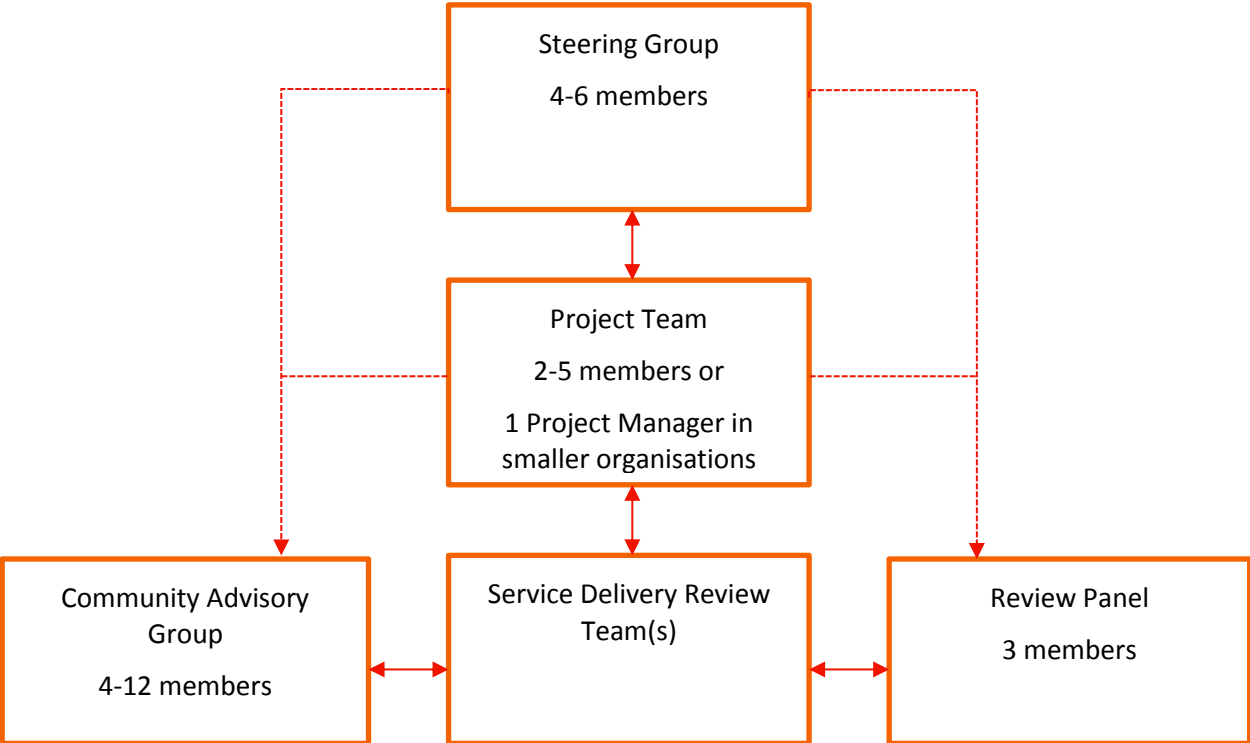 Steering Group
4-6 members
Project Team
2-5 members or
1 Project Manager in
smaller organisations
Community Advisory
Group
4-12 members
Service Delivery Review
Team(s)
Review Panel
3 members